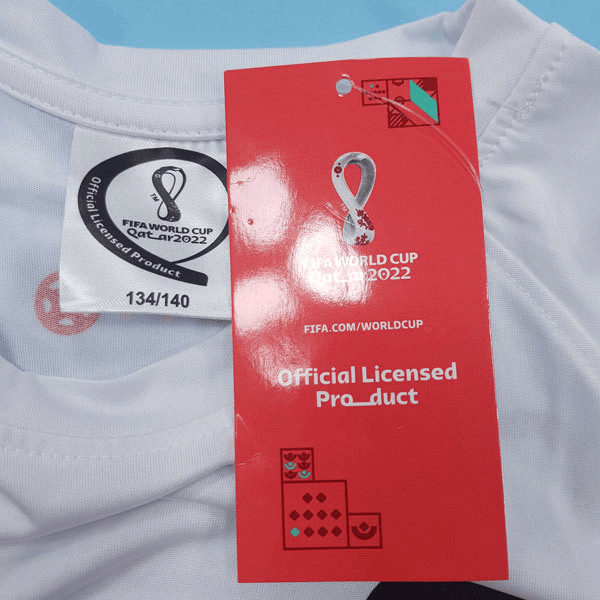 Official Licensed Product
TM
FIFA WORLD CUP
Qatar2022
134/140
FIFA WORLD CUP
Qatar2022
FIFA.COM/WORLDCUP
Official Licensed
Product